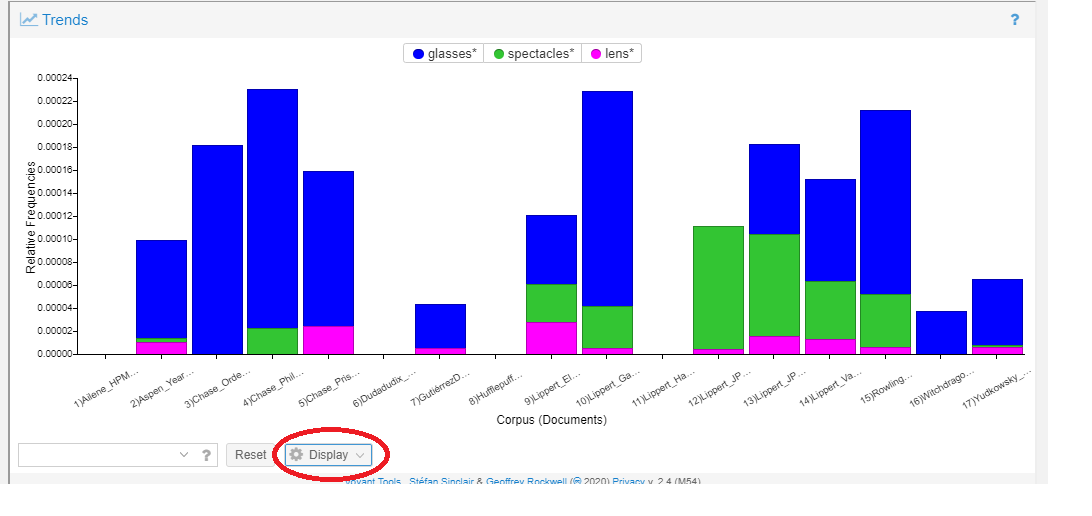 Trends ?
glasses* spectacles* lens*
0.00024
0.00022
0.00020
0.00018
0.00016
0.00014
0.00012
0.00010
0.00008
0.00006
0.00004
0.00002
0.00000
Relative Frequencies
1)Ailene_HPM…
2)Aspen_Year…
3)Chase_Orde…
4)Chase_Phil…
5)Chase_Pris…
6)Dudadudix_…
7)GutiérrezD…
8)Hufflepuff…
9)Lippert_El…
10)Lippert_Ga…
11)Lippert_Ha…
12)Lippert_JP…
13)Lippert_JP…
14)Lippert_Va…
15)Rowling…
16)Witchdrago…
17)Yudkowsky_…
Corpus (Documents)
? Reset Display
Voyant Tools , Stéfan Sinclair & Geoffrey Rockwell (© 2020) Privacy v. 2.4 (M54)